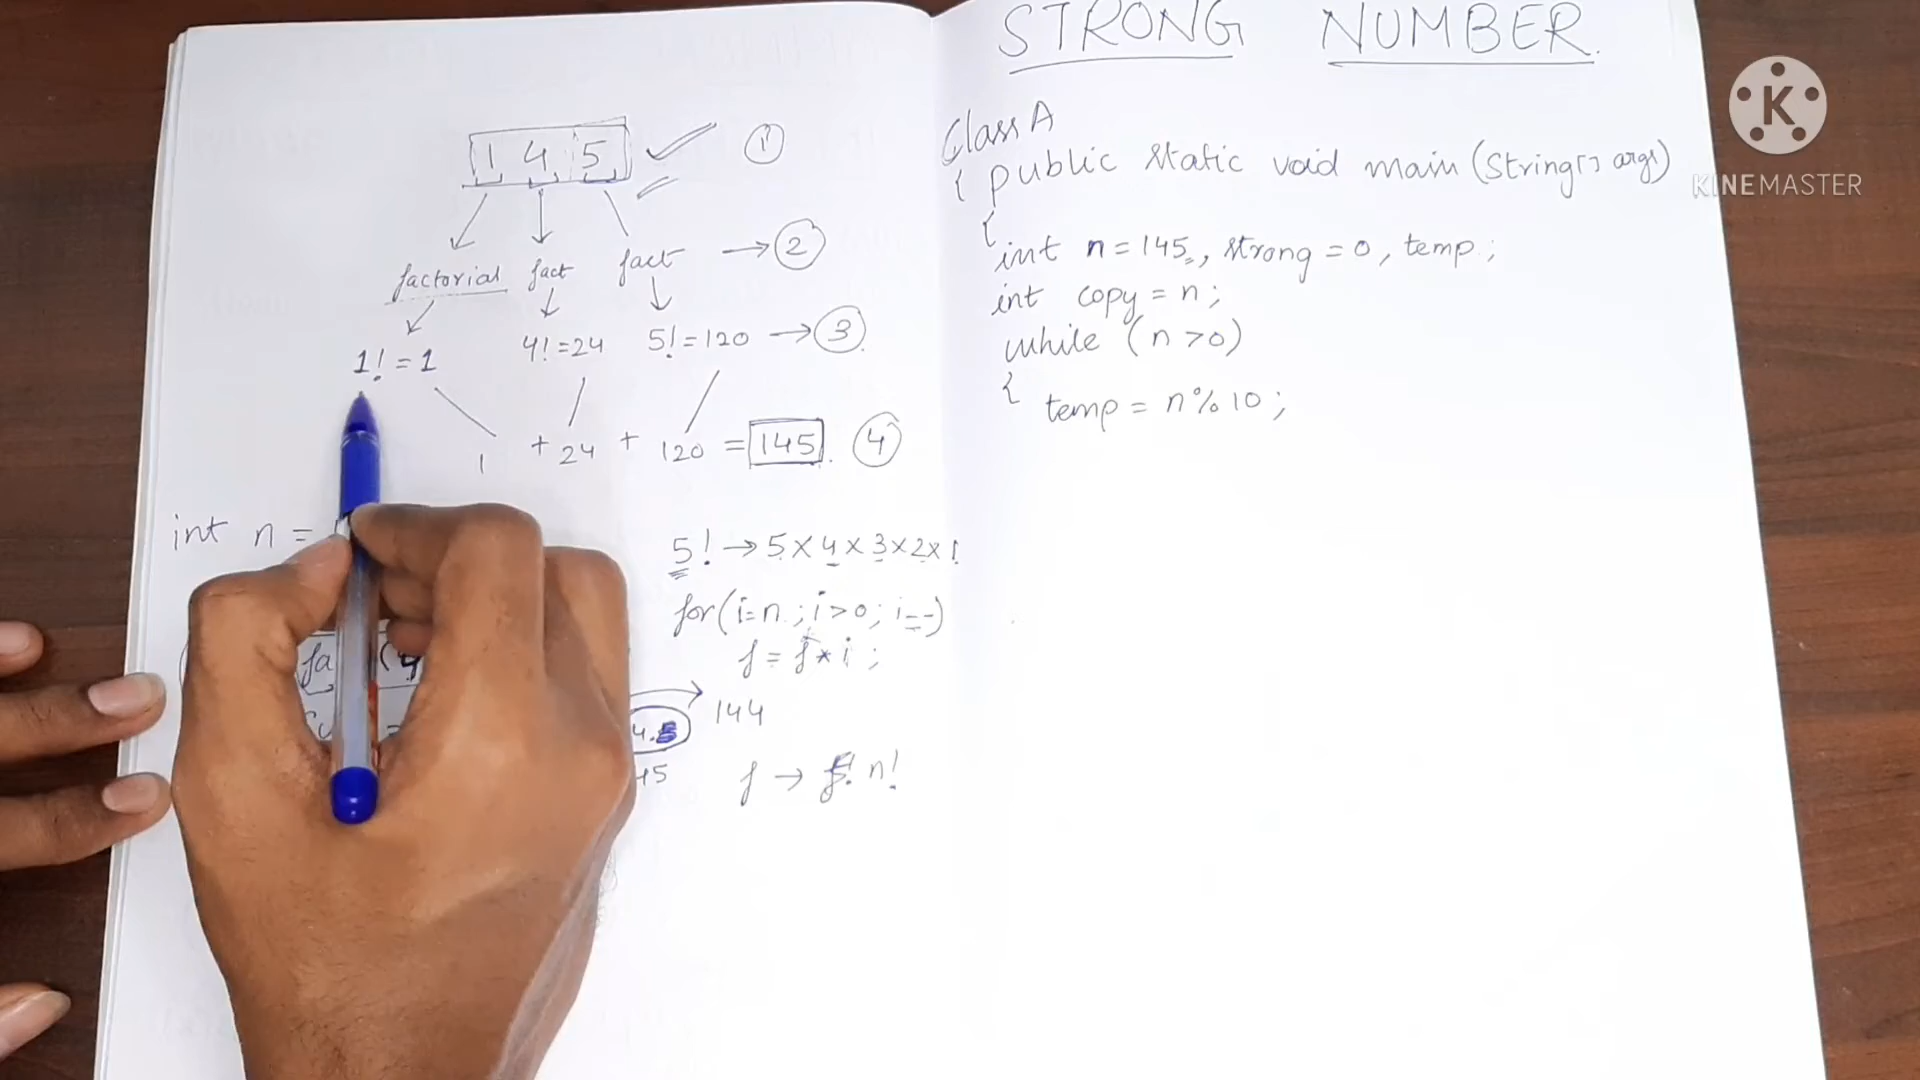 STRONG NUMBER.
1 4 5 1
factorial fact fact → 2
1! = 1 4! = 24 5! = 120 → 3
1 + 24 + 120 = 145. 4
int n =
5! → 5 × 4 × 3 × 2 × 1
for(i=n; i>0; i--)
f = f * i;
144
45
f → n!
Class A
{ public static void main (String[] args)
{
int n = 145, strong = 0, temp;
int copy = n;
while (n >0)
{
temp = n % 10;
K
KINEMASTER